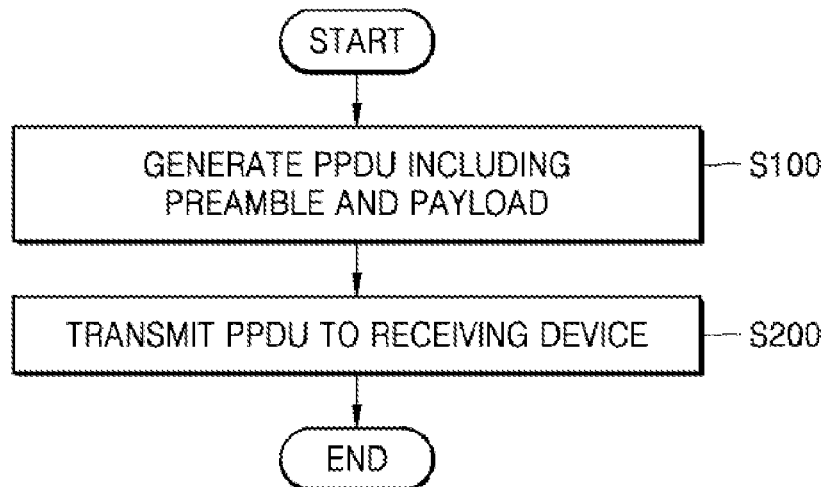 START
GENERATE PPDU INCLUDING
PREAMBLE AND PAYLOAD
S100
TRANSMIT PPDU TO RECEIVING DEVICE
S200
END